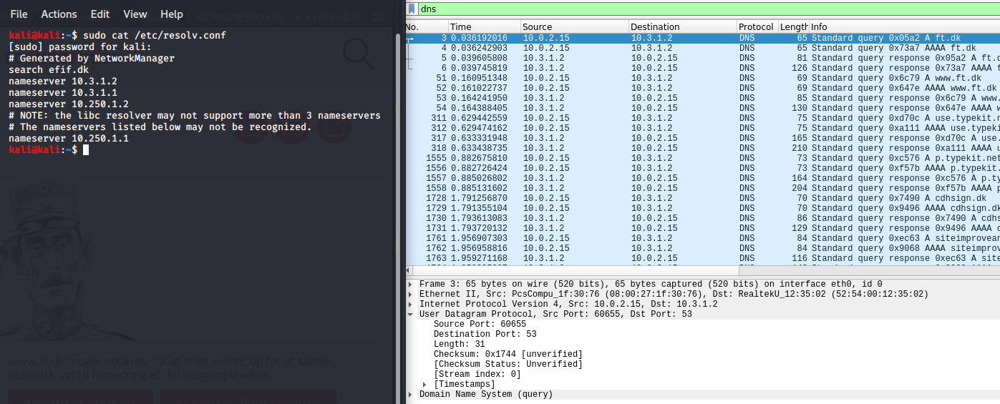 File Actions Edit View Help
Offensive Security Exploit-DB »
kali@kali:~$ sudo cat /etc/resolv.conf
[sudo] password for kali:
# Generated by NetworkManager
search efif.dk
nameserver 10.3.1.2
nameserver 10.3.1.1
nameserver 10.250.1.2
# NOTE: the libc resolver may not support more than 3 nameservers
# The nameservers listed below may not be recognized.
nameserver 10.250.1.1
kali@kali:~$
www.ft.dk bruger cookies, for at sitet virker, og for at samle
statistik ind til forbedring af din brugeroplevelse.
dns
No. Time Source Destination Protocol Length Info
3 0.036192016 10.0.2.15 10.3.1.2 DNS 65 Standard query 0x05a2 A ft.dk
4 0.036242003 10.0.2.15 10.3.1.2 DNS 65 Standard query 0x73a7 AAAA ft.dk
5 0.039605808 10.3.1.2 10.0.2.15 DNS 81 Standard query response 0x05a2 A ft.d
6 0.039745819 10.3.1.2 10.0.2.15 DNS 126 Standard query response 0x73a7 AAAA f
51 0.160951348 10.0.2.15 10.3.1.2 DNS 69 Standard query 0x6c79 A www.ft.dk
52 0.161022737 10.0.2.15 10.3.1.2 DNS 69 Standard query 0x647e AAAA www.ft.dk
53 0.164241950 10.3.1.2 10.0.2.15 DNS 85 Standard query response 0x6c79 A www.
54 0.164388405 10.3.1.2 10.0.2.15 DNS 130 Standard query response 0x647e AAAA w
311 0.629442559 10.0.2.15 10.3.1.2 DNS 75 Standard query 0xd70c A use.typekit.n
312 0.629474162 10.0.2.15 10.3.1.2 DNS 75 Standard query 0xa111 AAAA use.typeki
317 0.633331948 10.3.1.2 10.0.2.15 DNS 165 Standard query response 0xd70c A use.
318 0.633438735 10.3.1.2 10.0.2.15 DNS 210 Standard query response 0xa111 AAAA u
1555 0.882675810 10.0.2.15 10.3.1.2 DNS 73 Standard query 0xc576 A p.typekit.net
1556 0.882726424 10.0.2.15 10.3.1.2 DNS 73 Standard query 0xf57b AAAA p.typekit.
1557 0.885026802 10.3.1.2 10.0.2.15 DNS 164 Standard query response 0xc576 A p.ty
1558 0.885131602 10.3.1.2 10.0.2.15 DNS 204 Standard query response 0xf57b AAAA p
1728 1.791256870 10.0.2.15 10.3.1.2 DNS 70 Standard query 0x7490 A cdhsign.dk
1729 1.791355104 10.0.2.15 10.3.1.2 DNS 70 Standard query 0x9496 AAAA cdhsign.dk
1730 1.793613083 10.3.1.2 10.0.2.15 DNS 86 Standard query response 0x7490 A cdhs
1731 1.793720132 10.3.1.2 10.0.2.15 DNS 129 Standard query response 0x9496 AAAA c
1761 1.956907303 10.0.2.15 10.3.1.2 DNS 84 Standard query 0xec63 A siteimprovean
1762 1.956958816 10.0.2.15 10.3.1.2 DNS 84 Standard query 0x9068 AAAA siteimprov
1763 1.959271168 10.3.1.2 10.0.2.15 DNS 116 Standard query response 0xec63 A site
Frame 3: 65 bytes on wire (520 bits), 65 bytes captured (520 bits) on interface eth0, id 0
Ethernet II, Src: PcsCompu_1f:30:76 (08:00:27:1f:30:76), Dst: RealtekU_12:35:02 (52:54:00:12:35:02)
Internet Protocol Version 4, Src: 10.0.2.15, Dst: 10.3.1.2
User Datagram Protocol, Src Port: 60655, Dst Port: 53
Source Port: 60655
Destination Port: 53
Length: 31
Checksum: 0x1744 [unverified]
[Checksum Status: Unverified]
[Stream index: 0]
[Timestamps]
Domain Name System (query)